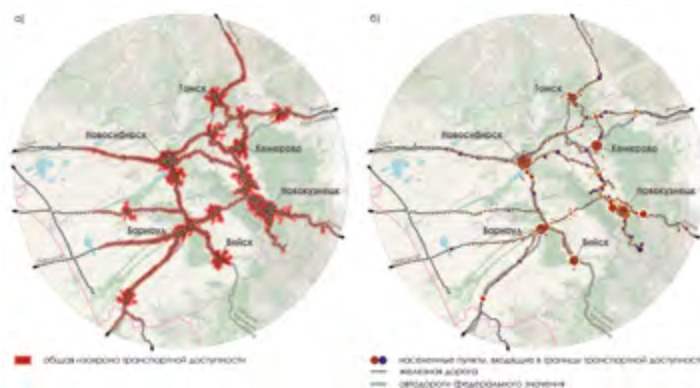 а)
Томск
Новосибирск
Кемерово
Новокузнецк
Барнаул
Бийск
общая изохрона транспортной доступности
б)
Томск
Новосибирск
Кемерово
Новокузнецк
Барнаул
Бийск
населенные пункты, входящие в границы транспортной доступности
железная дорога
автодороги федерального значения